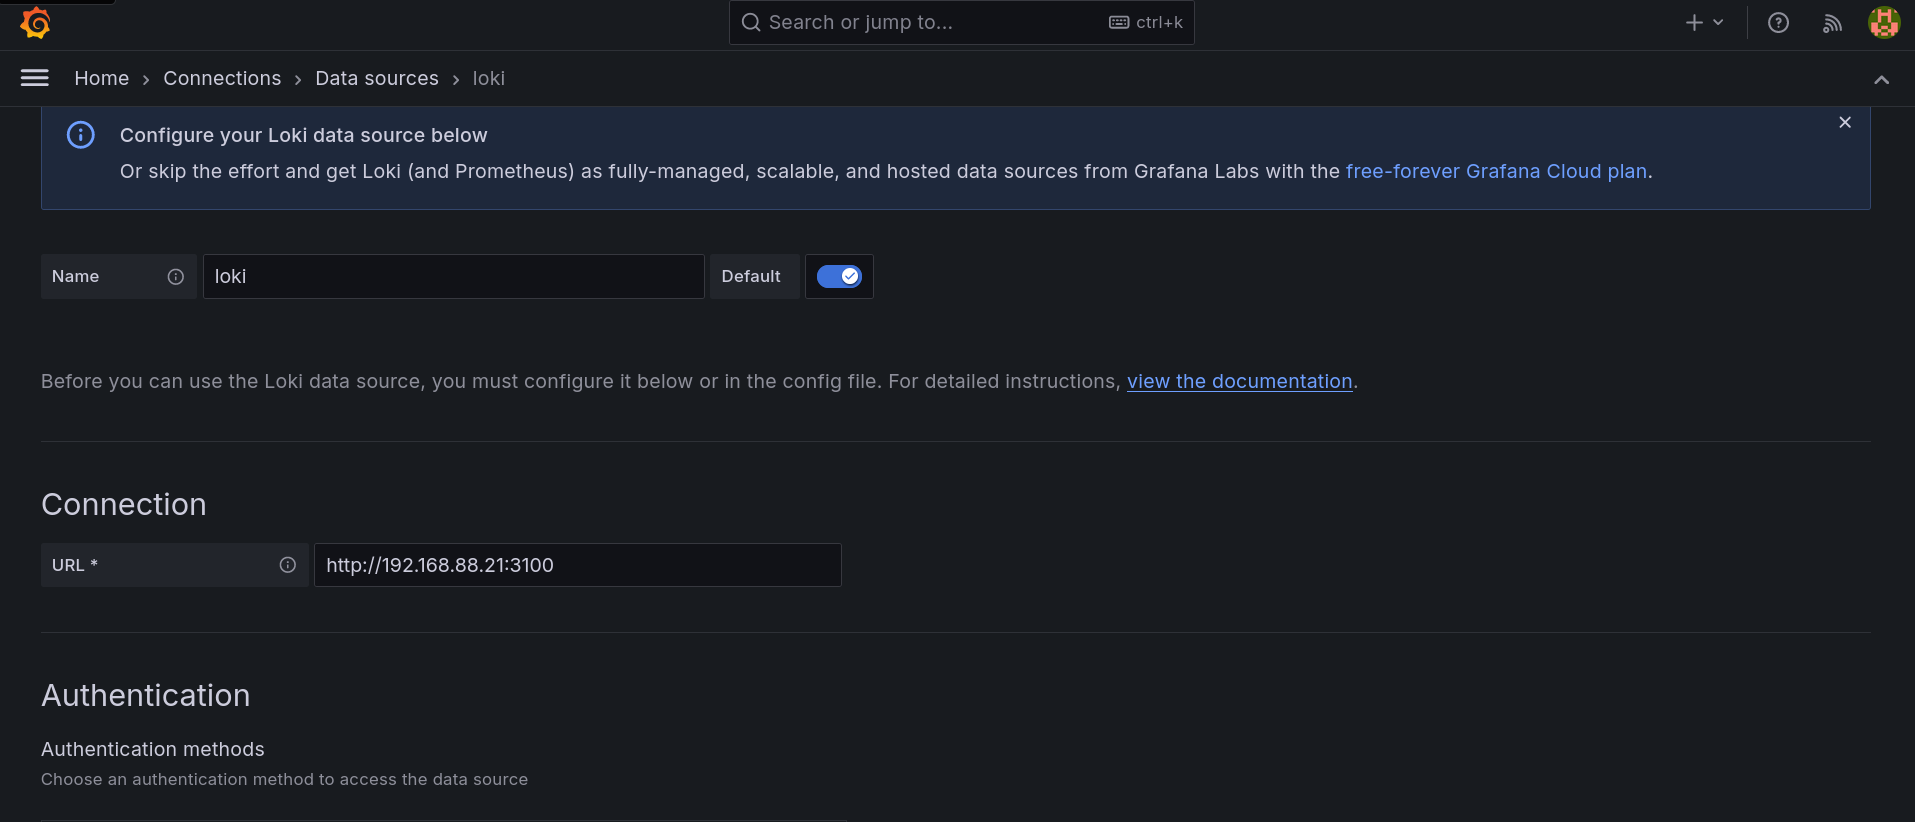 Search or jump to... ctrl+k
Home > Connections > Data sources > loki
Configure your Loki data source below
Or skip the effort and get Loki (and Prometheus) as fully-managed, scalable, and hosted data sources from Grafana Labs with the free-forever Grafana Cloud plan.
Name loki Default
Before you can use the Loki data source, you must configure it below or in the config file. For detailed instructions, view the documentation.
Connection
URL * http://192.168.88.21:3100
Authentication
Authentication methods
Choose an authentication method to access the data source